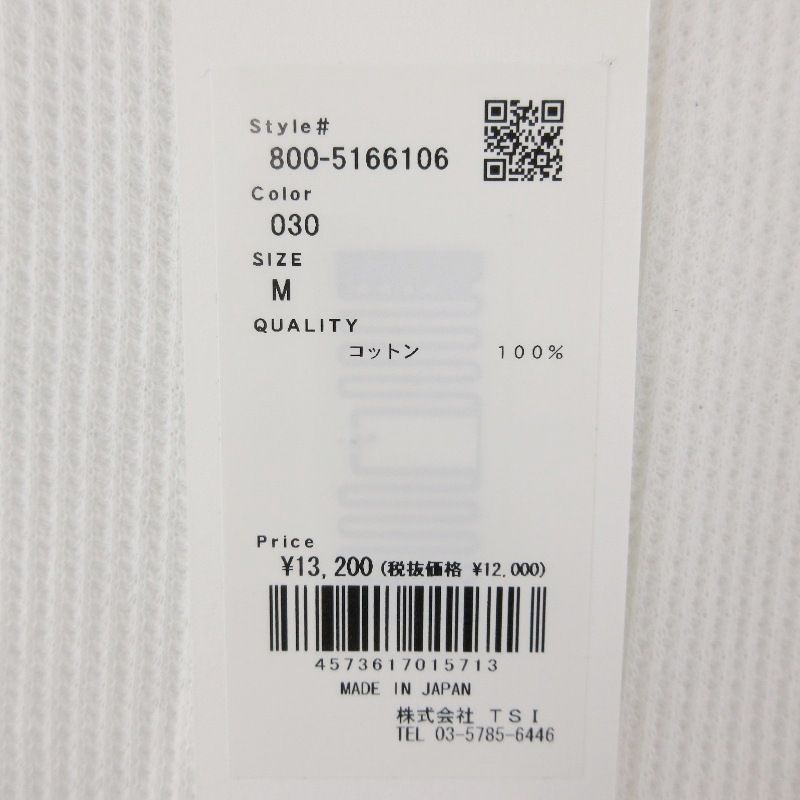 Style#
800-5166106
Color
030
SIZE
M
QUALITY
コットン 100%
Price
¥13,200(税抜価格 ¥12,000)
4573617015713
MADE IN JAPAN
株式会社 TSI
TEL 03-5785-6446